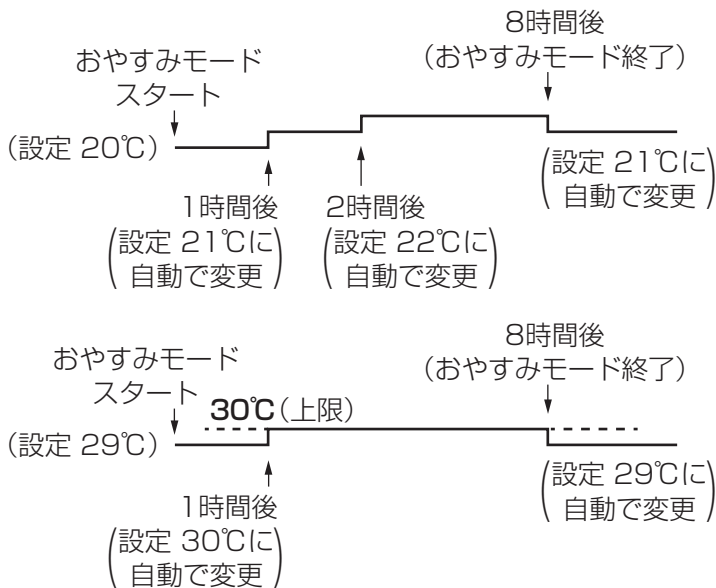 8時間後
(おやすみモード終了)
おやすみモード
スタート
(設定 20℃)
(設定 21℃に
自動で変更)
1時間後
(設定 21℃に
自動で変更)
2時間後
(設定 22℃に
自動で変更)
8時間後
(おやすみモード終了)
おやすみモード
スタート
30℃(上限)
(設定 29℃)
(設定 29℃に
自動で変更)
1時間後
(設定 30℃に
自動で変更)